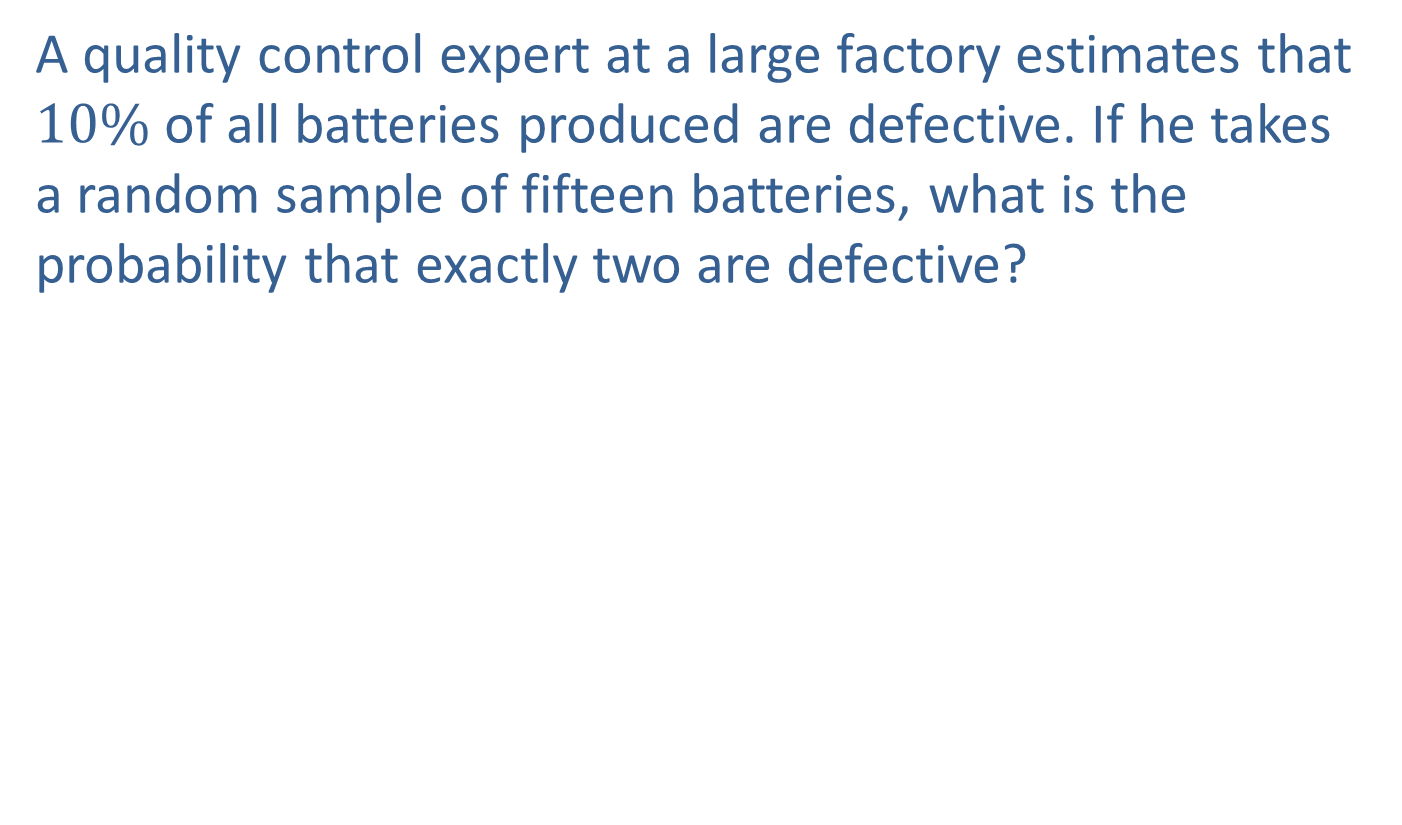 A quality control expert at a large factory estimates that
10% of all batteries produced are defective. If he takes
a random sample of fifteen batteries, what is the
probability that exactly two are defective?